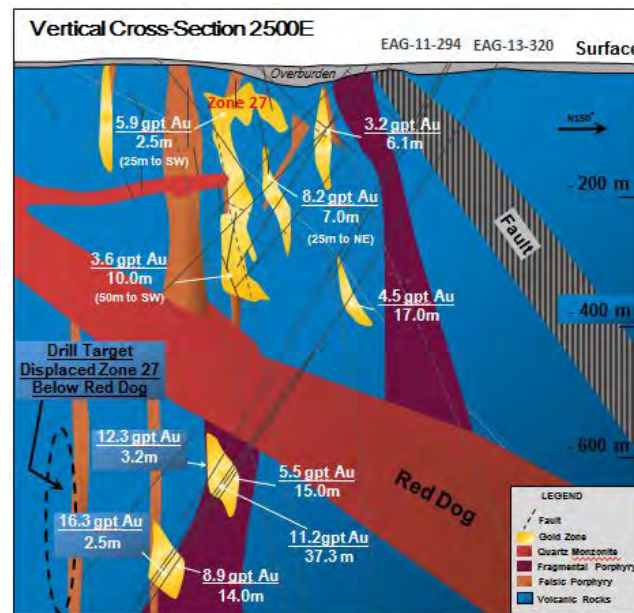 Vertical Cross-Section 2500E
EAG-11-294 EAG-13-320 Surface
Overburden
Zone 27
5.9 gpt Au
2.5m
(25m to SW)
3.2 gpt Au
6.1m
N150°
- 200 m
8.2 gpt Au
7.0m
(25m to NE)
Fault
3.6 gpt Au
10.0m
(50m to SW)
4.5 gpt Au
17.0m
- 400 m
Drill Target
Displaced Zone 27
Below Red Dog
12.3 gpt Au
3.2m
- 600 m
5.5 gpt Au
15.0m
Red Dog
11.2gpt Au
37.3 m
16.3 gpt Au
2.5m
8.9 gpt Au
14.0m
LEGEND
Fault
Gold Zone
Quartz Monzonite
Fragmental Porphyry
Felsic Porphyry
Volcanic Rocks